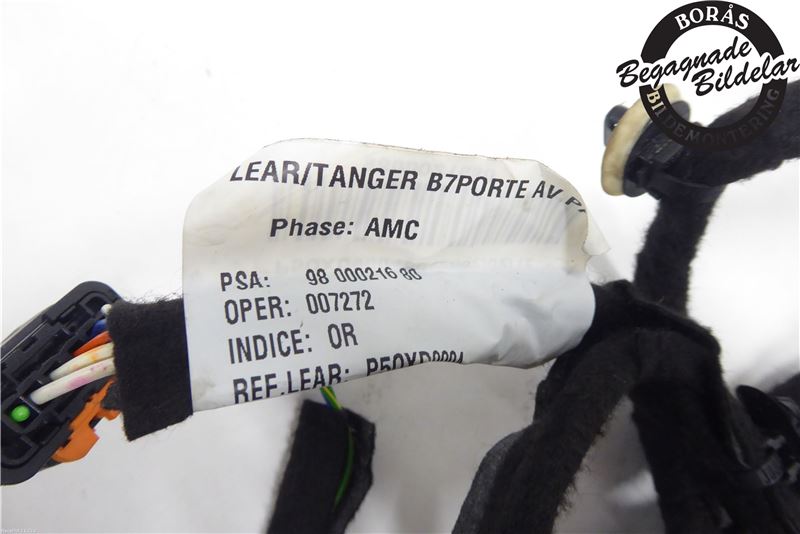 BORÅS
Begagnade
Bildelar
BILDEMONTERING
LEAR/TANGER B7PORTE AV
Phase: AMC
PSA: 98 000216 80
OPER: 007272
INDICE: OR
REF.LEAR: